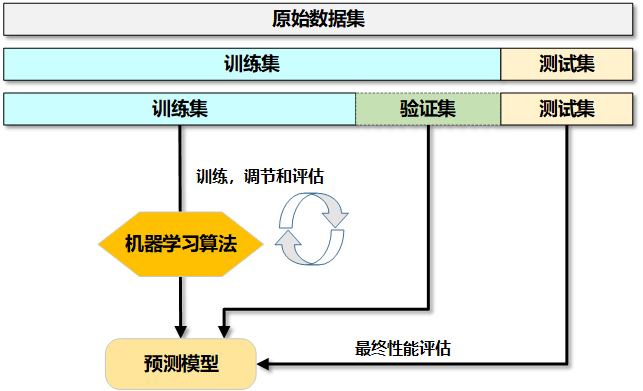 原始数据集
训练集
测试集
训练集
验证集
测试集
训练，调节和评估
机器学习算法
最终性能评估
预测模型